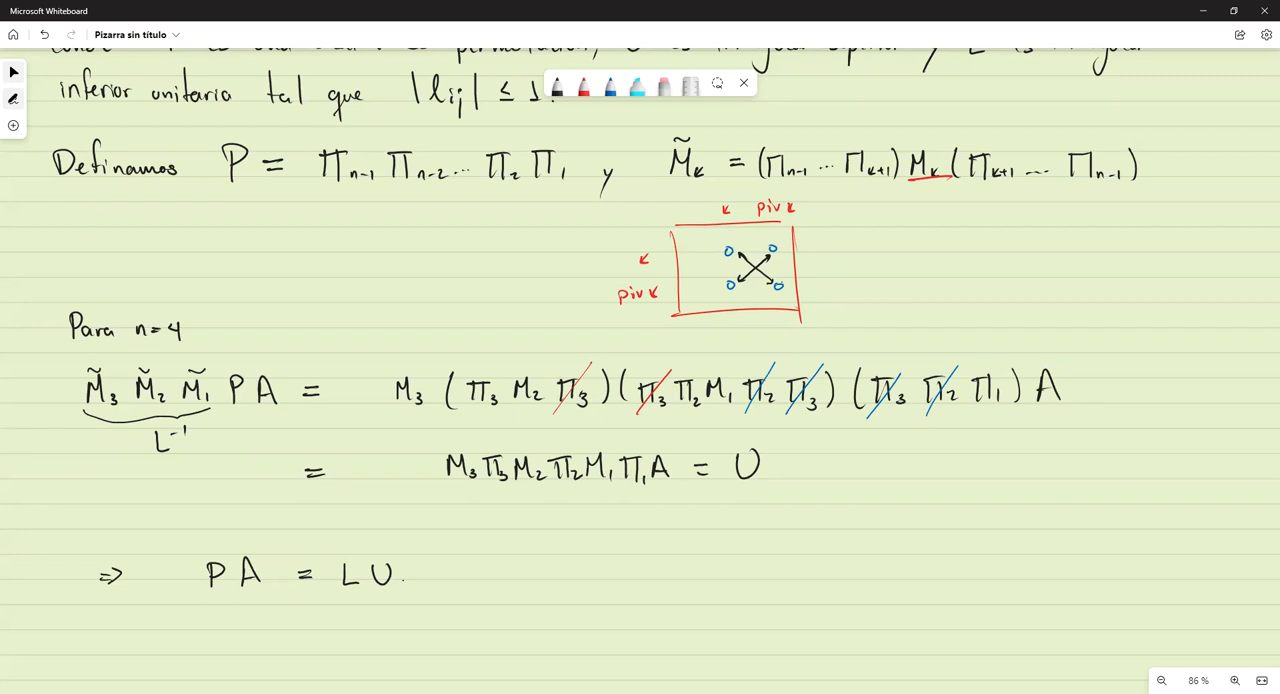 Microsoft Whiteboard
Pizarra sin título
inferior unitaria tal que |lij| ≤ 1.
Definamos P = Πn-1 Πn-2 ... Π2 Π1 y M̃k = (Πn-1 ... Πk+1) Mk (Πk+1 ... Πn-1)
k piv k
k
piv k
Para n=4
M̃3 M̃2 M̃1 P A = M3 (Π3 M2 Π3) (Π3 Π2 M1 Π2 Π3) (Π3 Π2 Π1) A
L⁻¹
= M3 Π3 M2 Π2 M1 Π1 A = U
⇒ P A = L U.
86 %